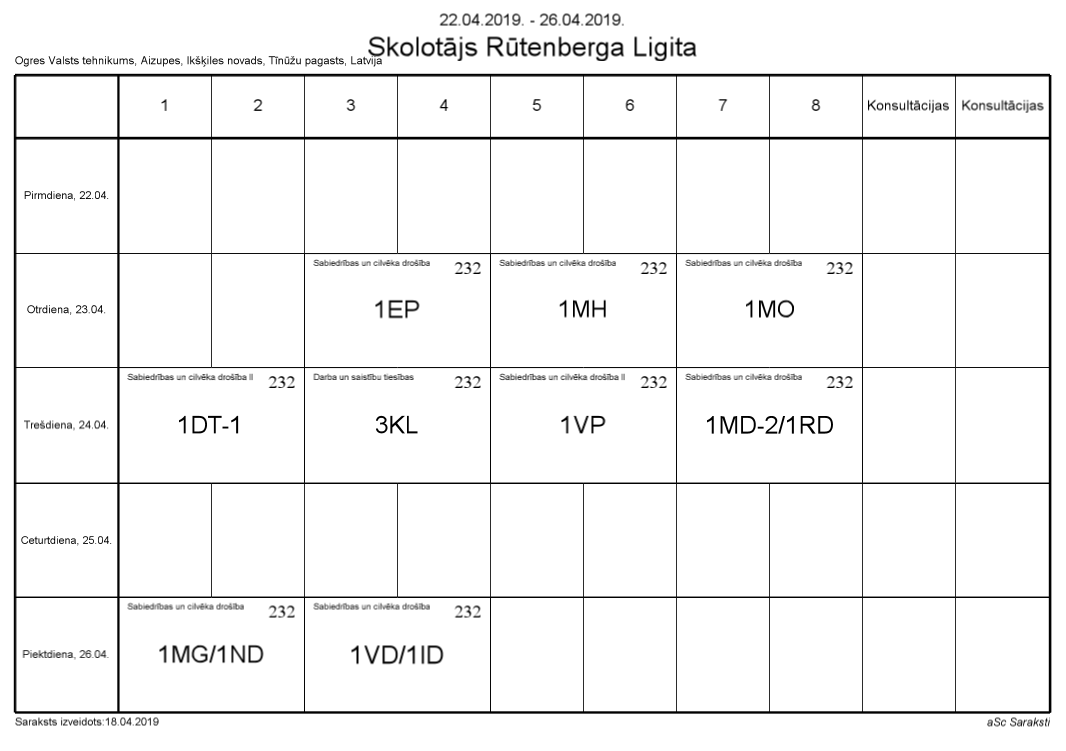 22.04.2019. - 26.04.2019.
Skolotājs Rūtenberga Ligita
Ogres Valsts tehnikums, Aizupes, Ikšķiles novads, Tīnūžu pagasts, Latvija
1 2 3 4 5 6 7 8 Konsultācijas Konsultācijas
Pirmdiena, 22.04.
Sabiedrības un cilvēka drošība 232 Sabiedrības un cilvēka drošība 232 Sabiedrības un cilvēka drošība 232
Otrdiena, 23.04. 1EP 1MH 1MO
Sabiedrības un cilvēka drošība II 232 Darba un saistību tiesības 232 Sabiedrības un cilvēka drošība II 232 Sabiedrības un cilvēka drošība 232
Trešdiena, 24.04. 1DT-1 3KL 1VP 1MD-2/1RD
Ceturtdiena, 25.04.
Sabiedrības un cilvēka drošība 232 Sabiedrības un cilvēka drošība 232
Piektdiena, 26.04. 1MG/1ND 1VD/1ID
Saraksts izveidots:18.04.2019 aSc Saraksti